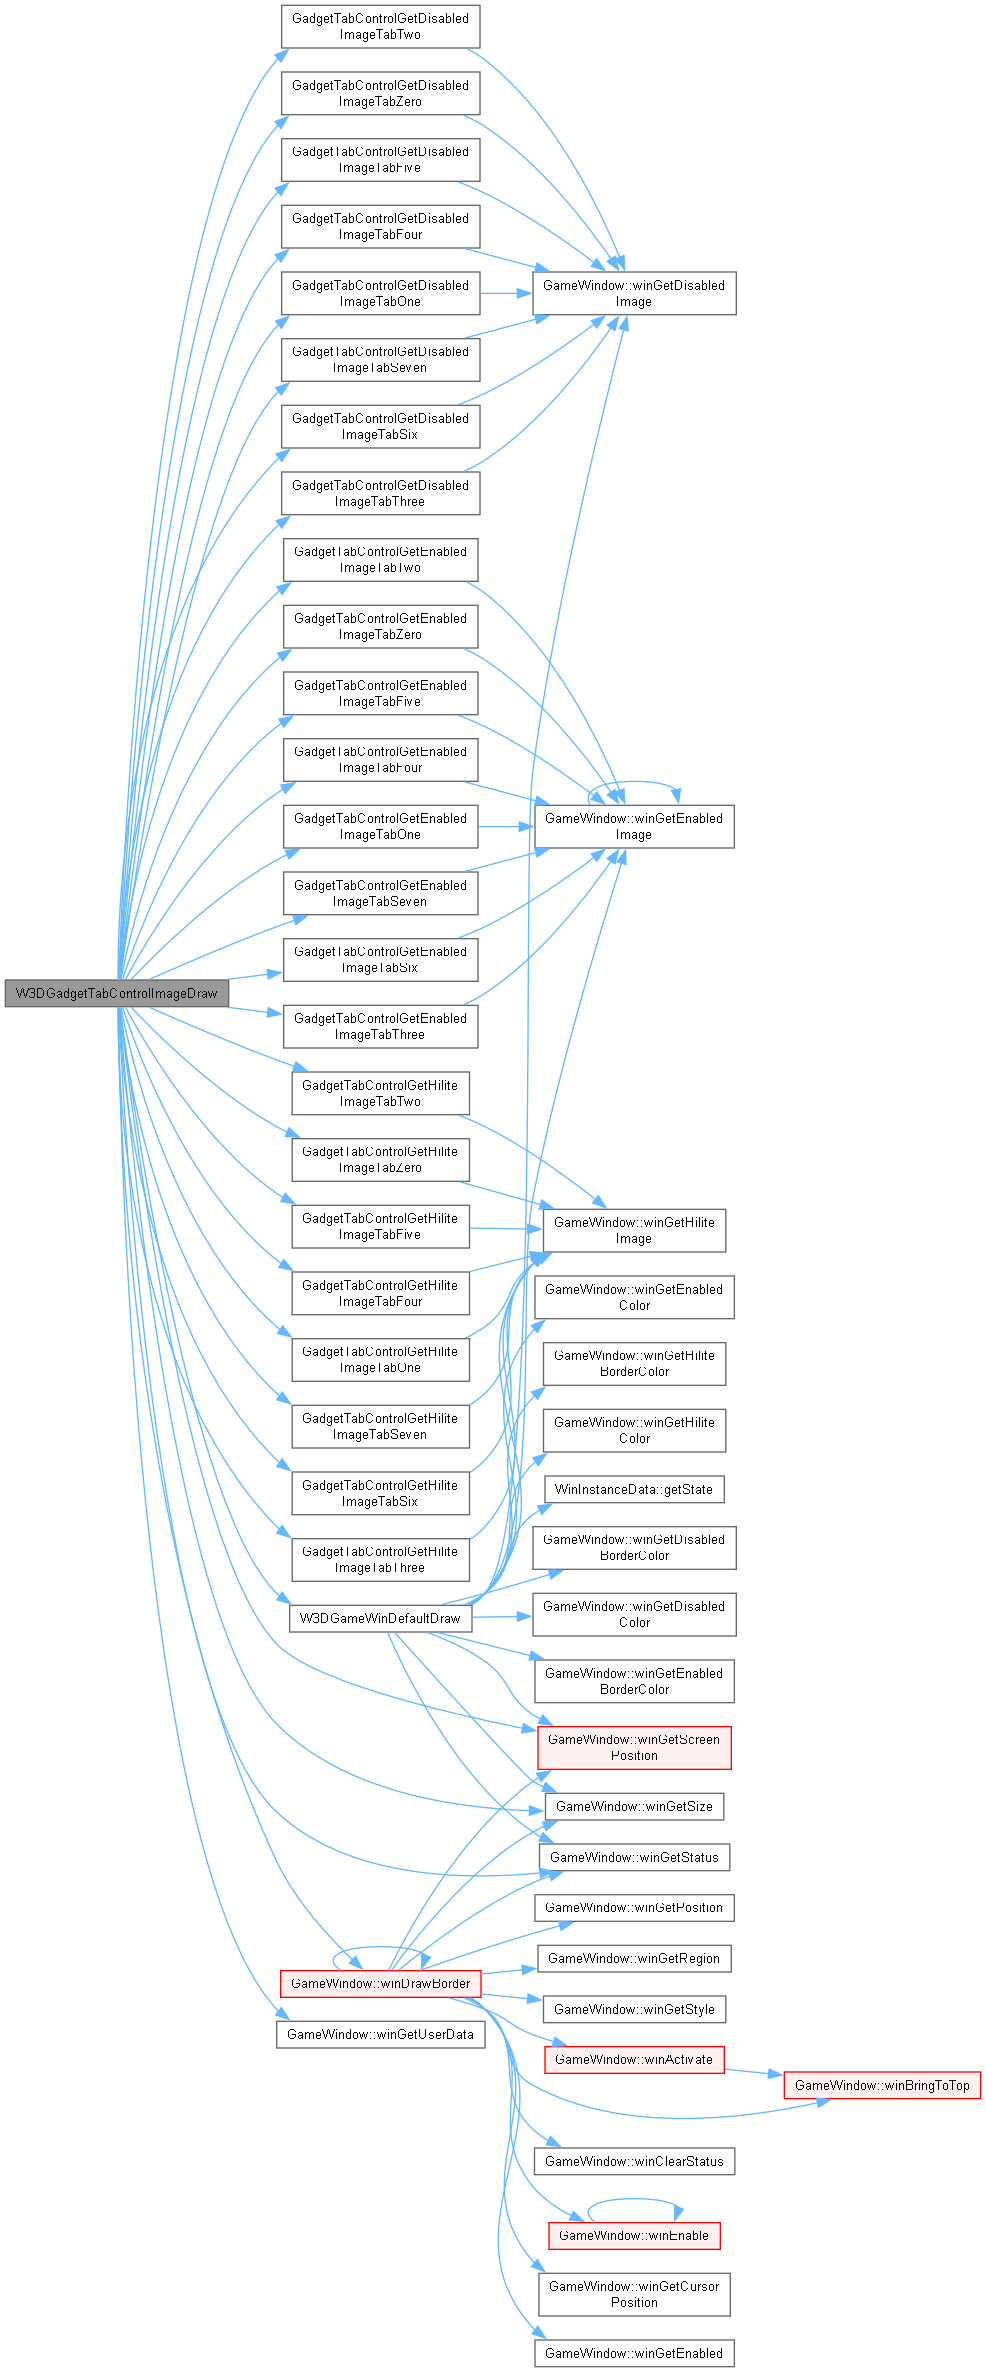 GadgetTabControlGetDisabled
ImageTabTwo
GadgetTabControlGetDisabled
ImageTabZero
GadgetTabControlGetDisabled
ImageTabFive
GadgetTabControlGetDisabled
ImageTabFour
GadgetTabControlGetDisabled
ImageTabOne
GadgetTabControlGetDisabled
ImageTabSeven
GadgetTabControlGetDisabled
ImageTabSix
GadgetTabControlGetDisabled
ImageTabThree
GameWindow::winGetDisabled
Image
GadgetTabControlGetEnabled
ImageTabTwo
GadgetTabControlGetEnabled
ImageTabZero
GadgetTabControlGetEnabled
ImageTabFive
GadgetTabControlGetEnabled
ImageTabFour
GadgetTabControlGetEnabled
ImageTabOne
GadgetTabControlGetEnabled
ImageTabSeven
GadgetTabControlGetEnabled
ImageTabSix
GadgetTabControlGetEnabled
ImageTabThree
GameWindow::winGetEnabled
Image
W3DGadgetTabControlImageDraw
GadgetTabControlGetHilite
ImageTabTwo
GadgetTabControlGetHilite
ImageTabZero
GadgetTabControlGetHilite
ImageTabFive
GadgetTabControlGetHilite
ImageTabFour
GadgetTabControlGetHilite
ImageTabOne
GadgetTabControlGetHilite
ImageTabSeven
GadgetTabControlGetHilite
ImageTabSix
GadgetTabControlGetHilite
ImageTabThree
W3DGameWinDefaultDraw
GameWindow::winGetHilite
Image
GameWindow::winGetEnabled
Color
GameWindow::winGetHilite
BorderColor
GameWindow::winGetHilite
Color
WinInstanceData::getState
GameWindow::winGetDisabled
BorderColor
GameWindow::winGetDisabled
Color
GameWindow::winGetEnabled
BorderColor
GameWindow::winGetScreen
Position
GameWindow::winGetSize
GameWindow::winGetStatus
GameWindow::winGetPosition
GameWindow::winGetRegion
GameWindow::winDrawBorder
GameWindow::winGetStyle
GameWindow::winGetUserData
GameWindow::winActivate
GameWindow::winBringToTop
GameWindow::winClearStatus
GameWindow::winEnable
GameWindow::winGetCursor
Position
GameWindow::winGetEnabled